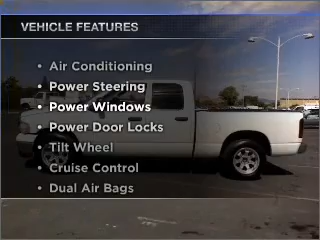 VEHICLE FEATURES
• Air Conditioning
• Power Steering
• Power Windows
• Power Door Locks
• Tilt Wheel
• Cruise Control
• Dual Air Bags